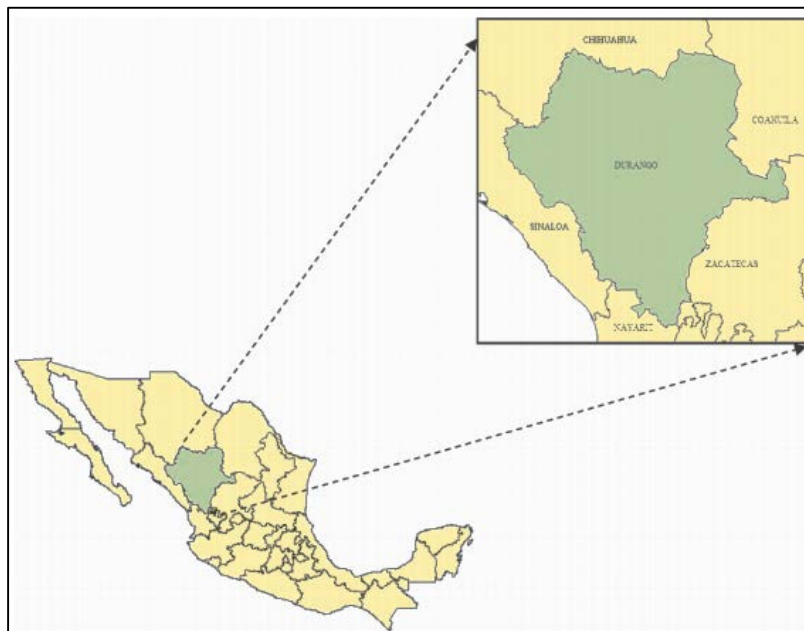 CHIHUAHUA
COAHUILA
DURANGO
SINALOA
ZACATECAS
NAYARIT